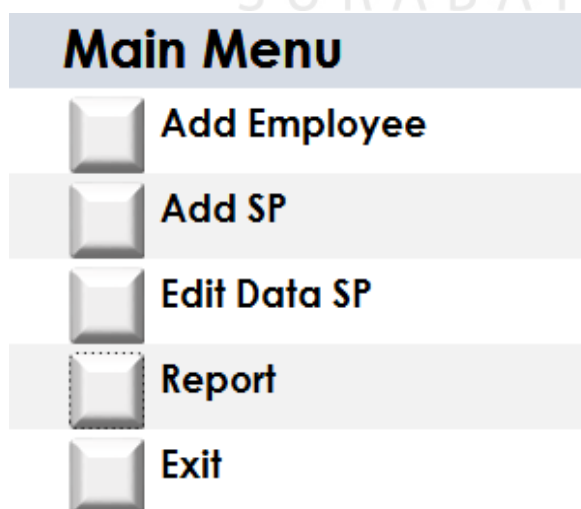 Main Menu
Add Employee
Add SP
Edit Data SP
Report
Exit